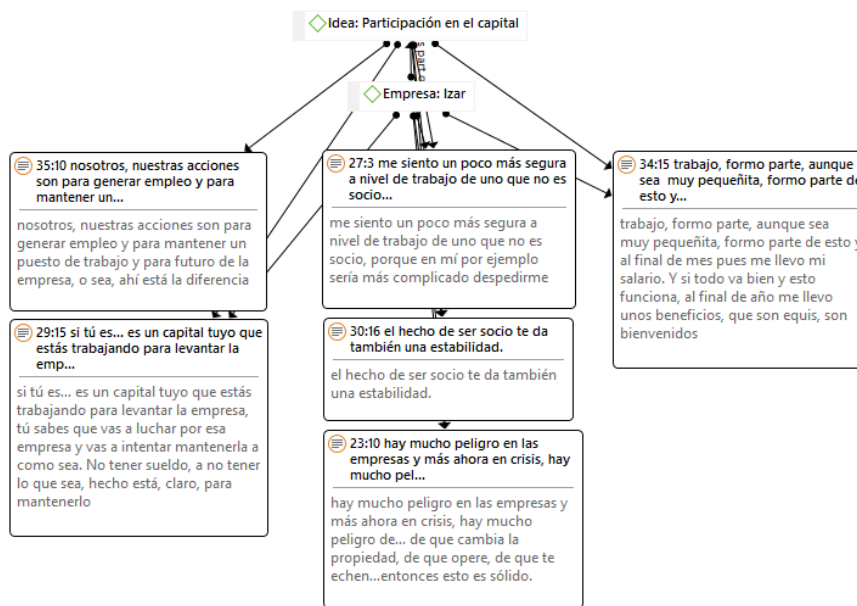 Idea: Participación en el capital
s part o
Empresa: Izar
35:10 nosotros, nuestras acciones
son para generar empleo y para
mantener un...
nosotros, nuestras acciones son para
generar empleo y para mantener un
puesto de trabajo y para futuro de la
empresa, o sea, ahí está la diferencia
27:3 me siento un poco más segura
a nivel de trabajo de uno que no es
socio...
me siento un poco más segura a
nivel de trabajo de uno que no es
socio, porque en mí por ejemplo
sería más complicado despedirme
34:15 trabajo, formo parte, aunque
sea muy pequeñita, formo parte de
esto y...
trabajo, formo parte, aunque sea
muy pequeñita, formo parte de esto y
al final de mes pues me llevo mi
salario. Y si todo va bien y esto
funciona, al final de año me llevo
unos beneficios, que son equis, son
bienvenidos
29:15 si tú es... es un capital tuyo que
estás trabajando para levantar la
emp...
si tú es... es un capital tuyo que estás
trabajando para levantar la empresa,
tú sabes que vas a luchar por esa
empresa y vas a intentar mantenerla a
como sea. No tener sueldo, a no tener
lo que sea, hecho está, claro, para
mantenerlo
30:16 el hecho de ser socio te da
también una estabilidad.
el hecho de ser socio te da también
una estabilidad.
23:10 hay mucho peligro en las
empresas y más ahora en crisis, hay
mucho pel...
hay mucho peligro en las empresas y
más ahora en crisis, hay mucho
peligro de... de que cambia la
propiedad, de que opere, de que te
echen...entonces esto es sólido.